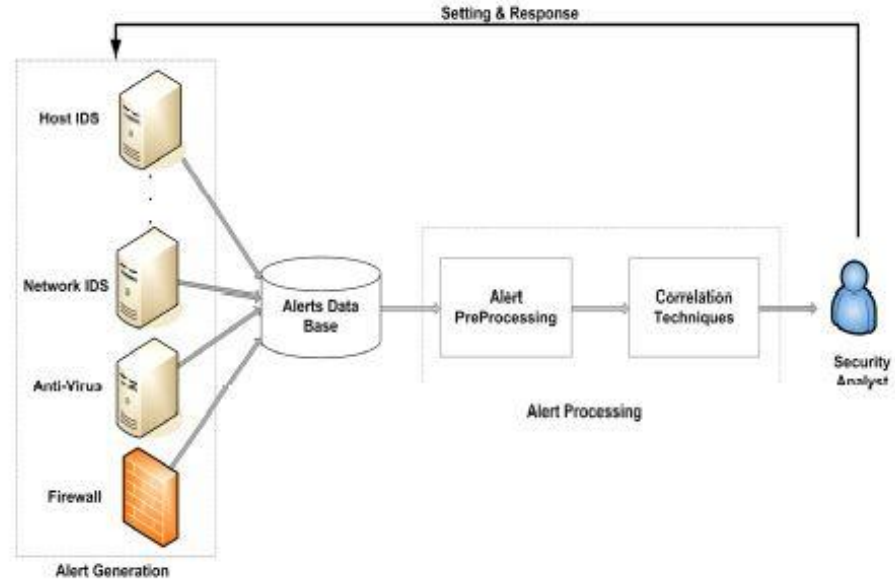 Setting & Response
Host IDS
Network IDS
Anti-Virus
Firewall
Alert Generation
Alerts Data
Base
Alert
PreProcessing
Correlation
Techniques
Alert Processing
Security
Analyst